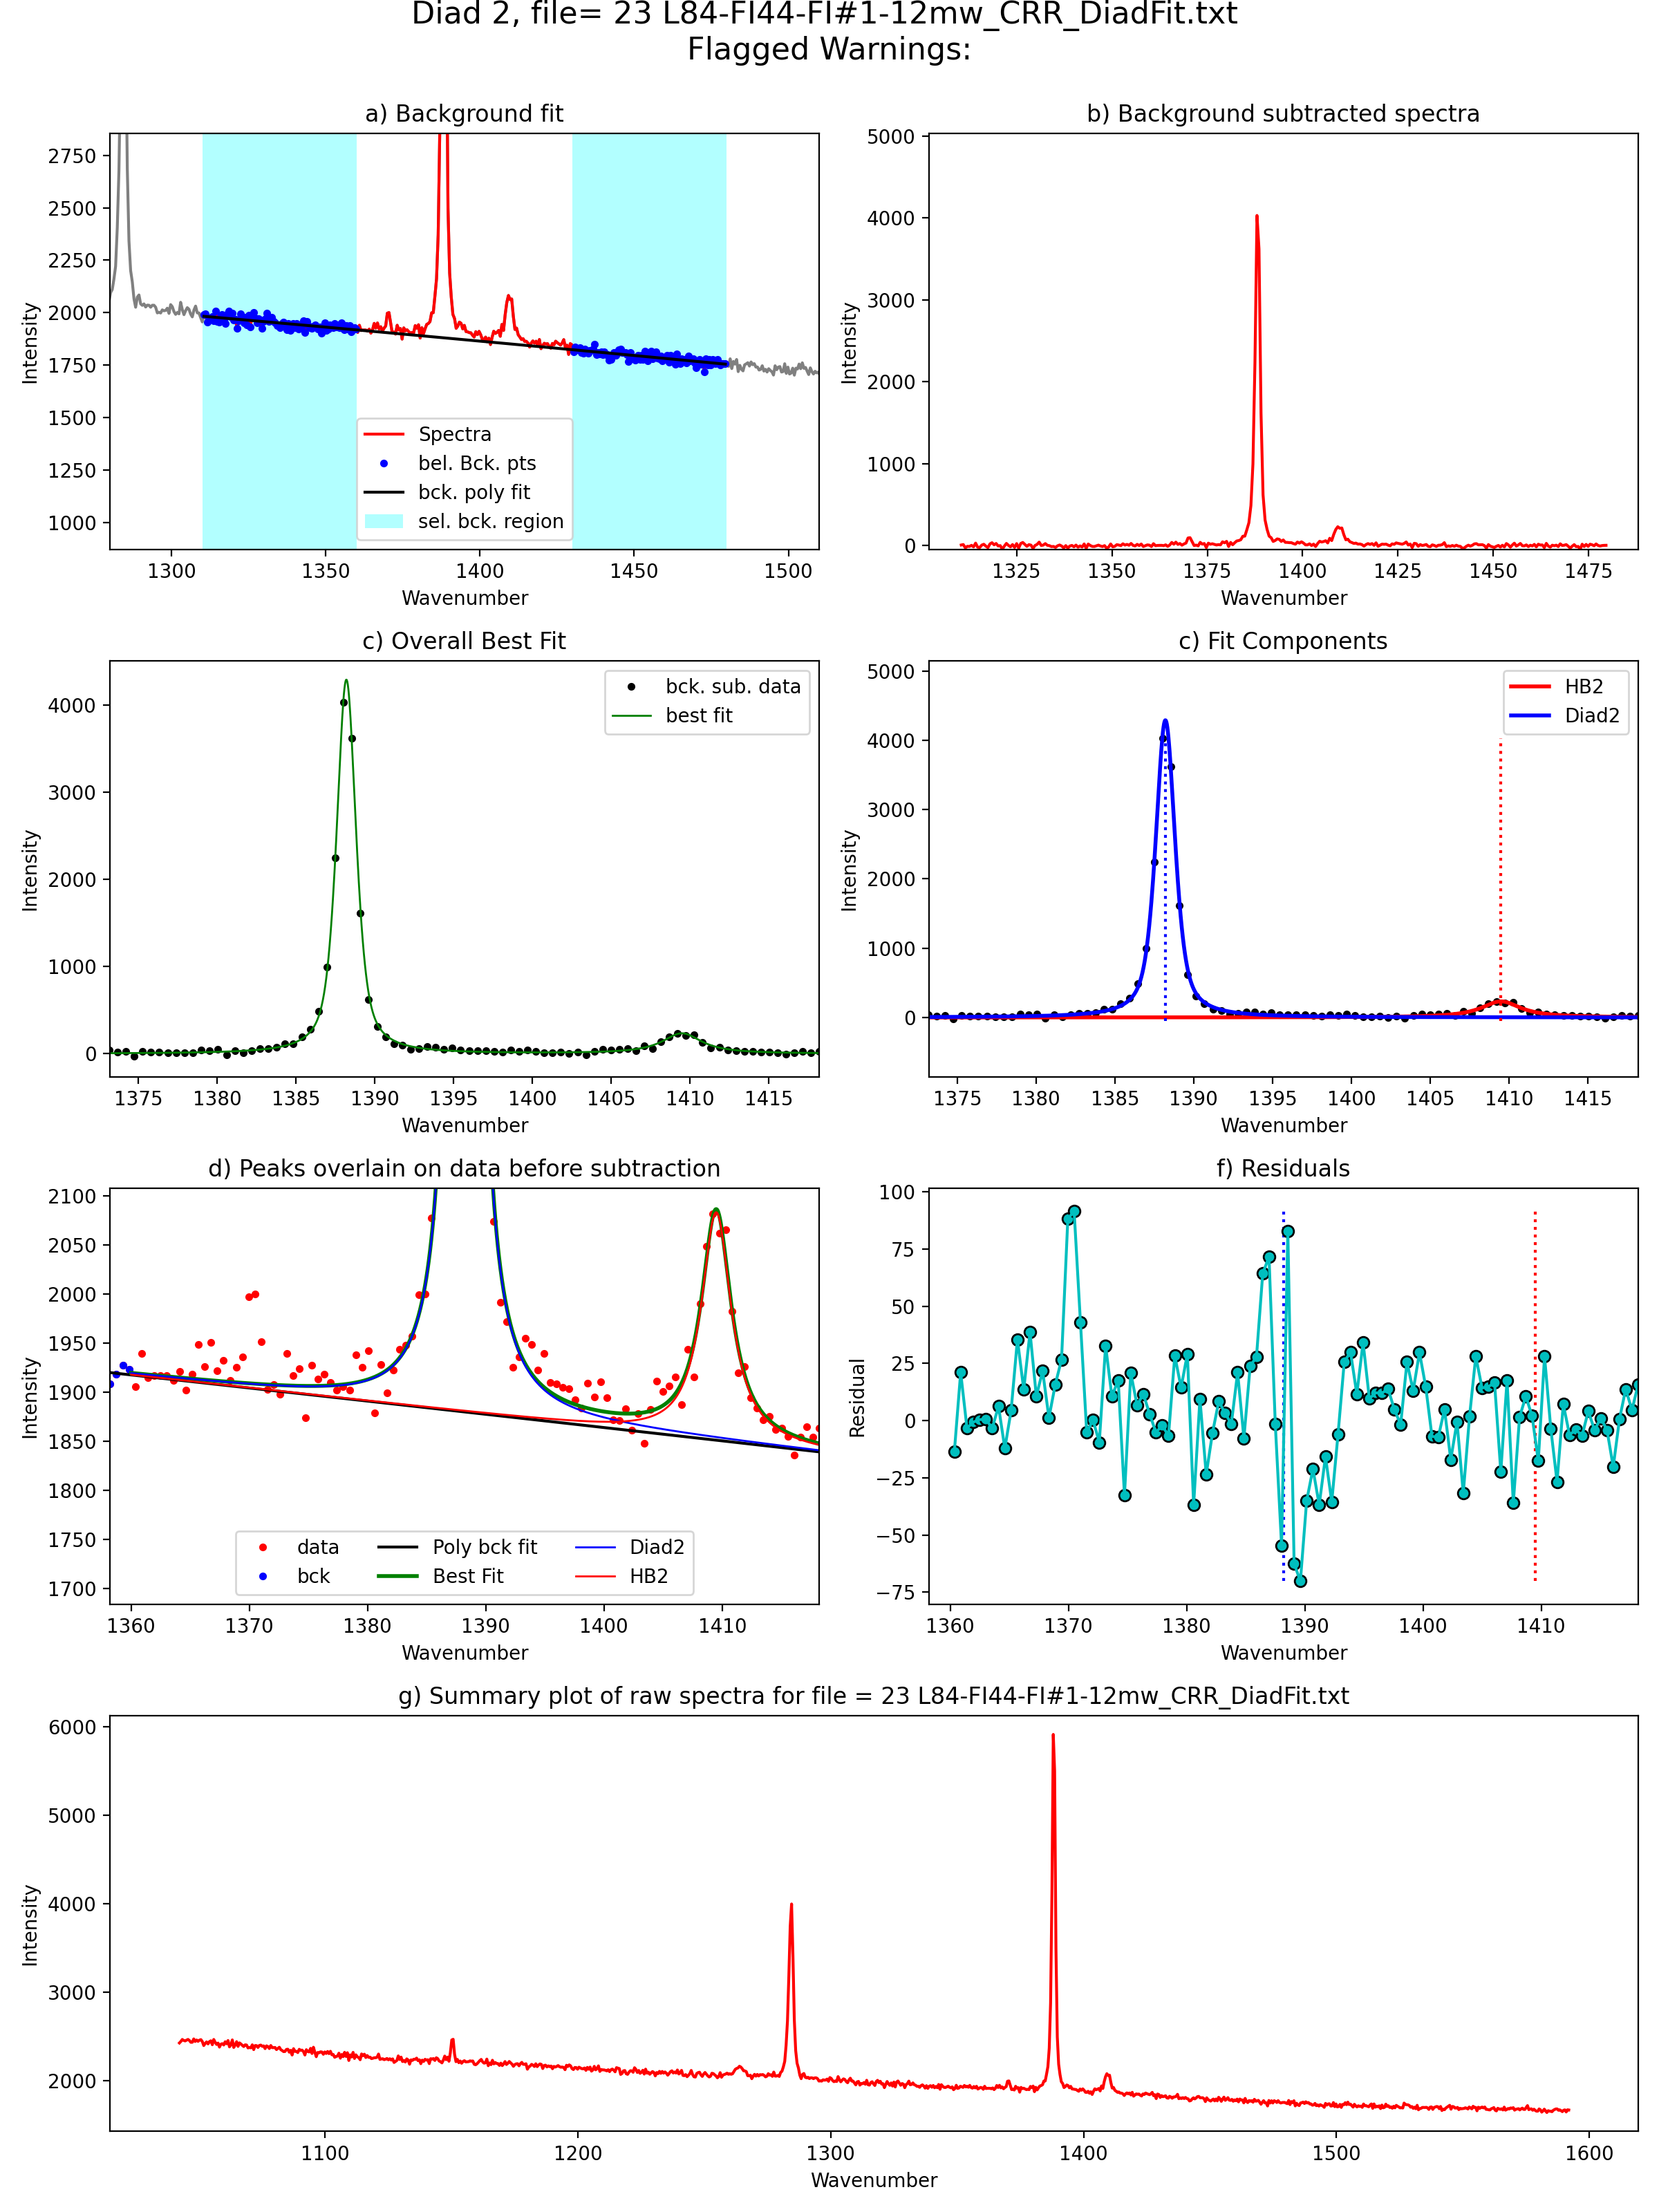 Diad 2, file= 23 L84-FI44-FI#1-12mw_CRR_DiadFit.txt
Flagged Warnings:
a) Background fit
2750
2500
2250
2000
1750
1500
1250
1000
Intensity
Spectra
bel. Bck. pts
bck. poly fit
sel. bck. region
1300 1350 1400 1450 1500
Wavenumber
b) Background subtracted spectra
5000
4000
3000
2000
1000
0
Intensity
1325 1350 1375 1400 1425 1450 1475
Wavenumber
c) Overall Best Fit
4000
3000
2000
1000
0
Intensity
bck. sub. data
best fit
1375 1380 1385 1390 1395 1400 1405 1410 1415
Wavenumber
c) Fit Components
5000
4000
3000
2000
1000
0
Intensity
HB2
Diad2
1375 1380 1385 1390 1395 1400 1405 1410 1415
Wavenumber
d) Peaks overlain on data before subtraction
2100
2050
2000
1950
1900
1850
1800
1750
1700
Intensity
data
bck
Poly bck fit
Best Fit
Diad2
HB2
1360 1370 1380 1390 1400 1410
Wavenumber
f) Residuals
100
75
50
25
0
−25
−50
−75
Residual
1360 1370 1380 1390 1400 1410
Wavenumber
g) Summary plot of raw spectra for file = 23 L84-FI44-FI#1-12mw_CRR_DiadFit.txt
6000
5000
4000
3000
2000
Intensity
1100 1200 1300 1400 1500 1600
Wavenumber